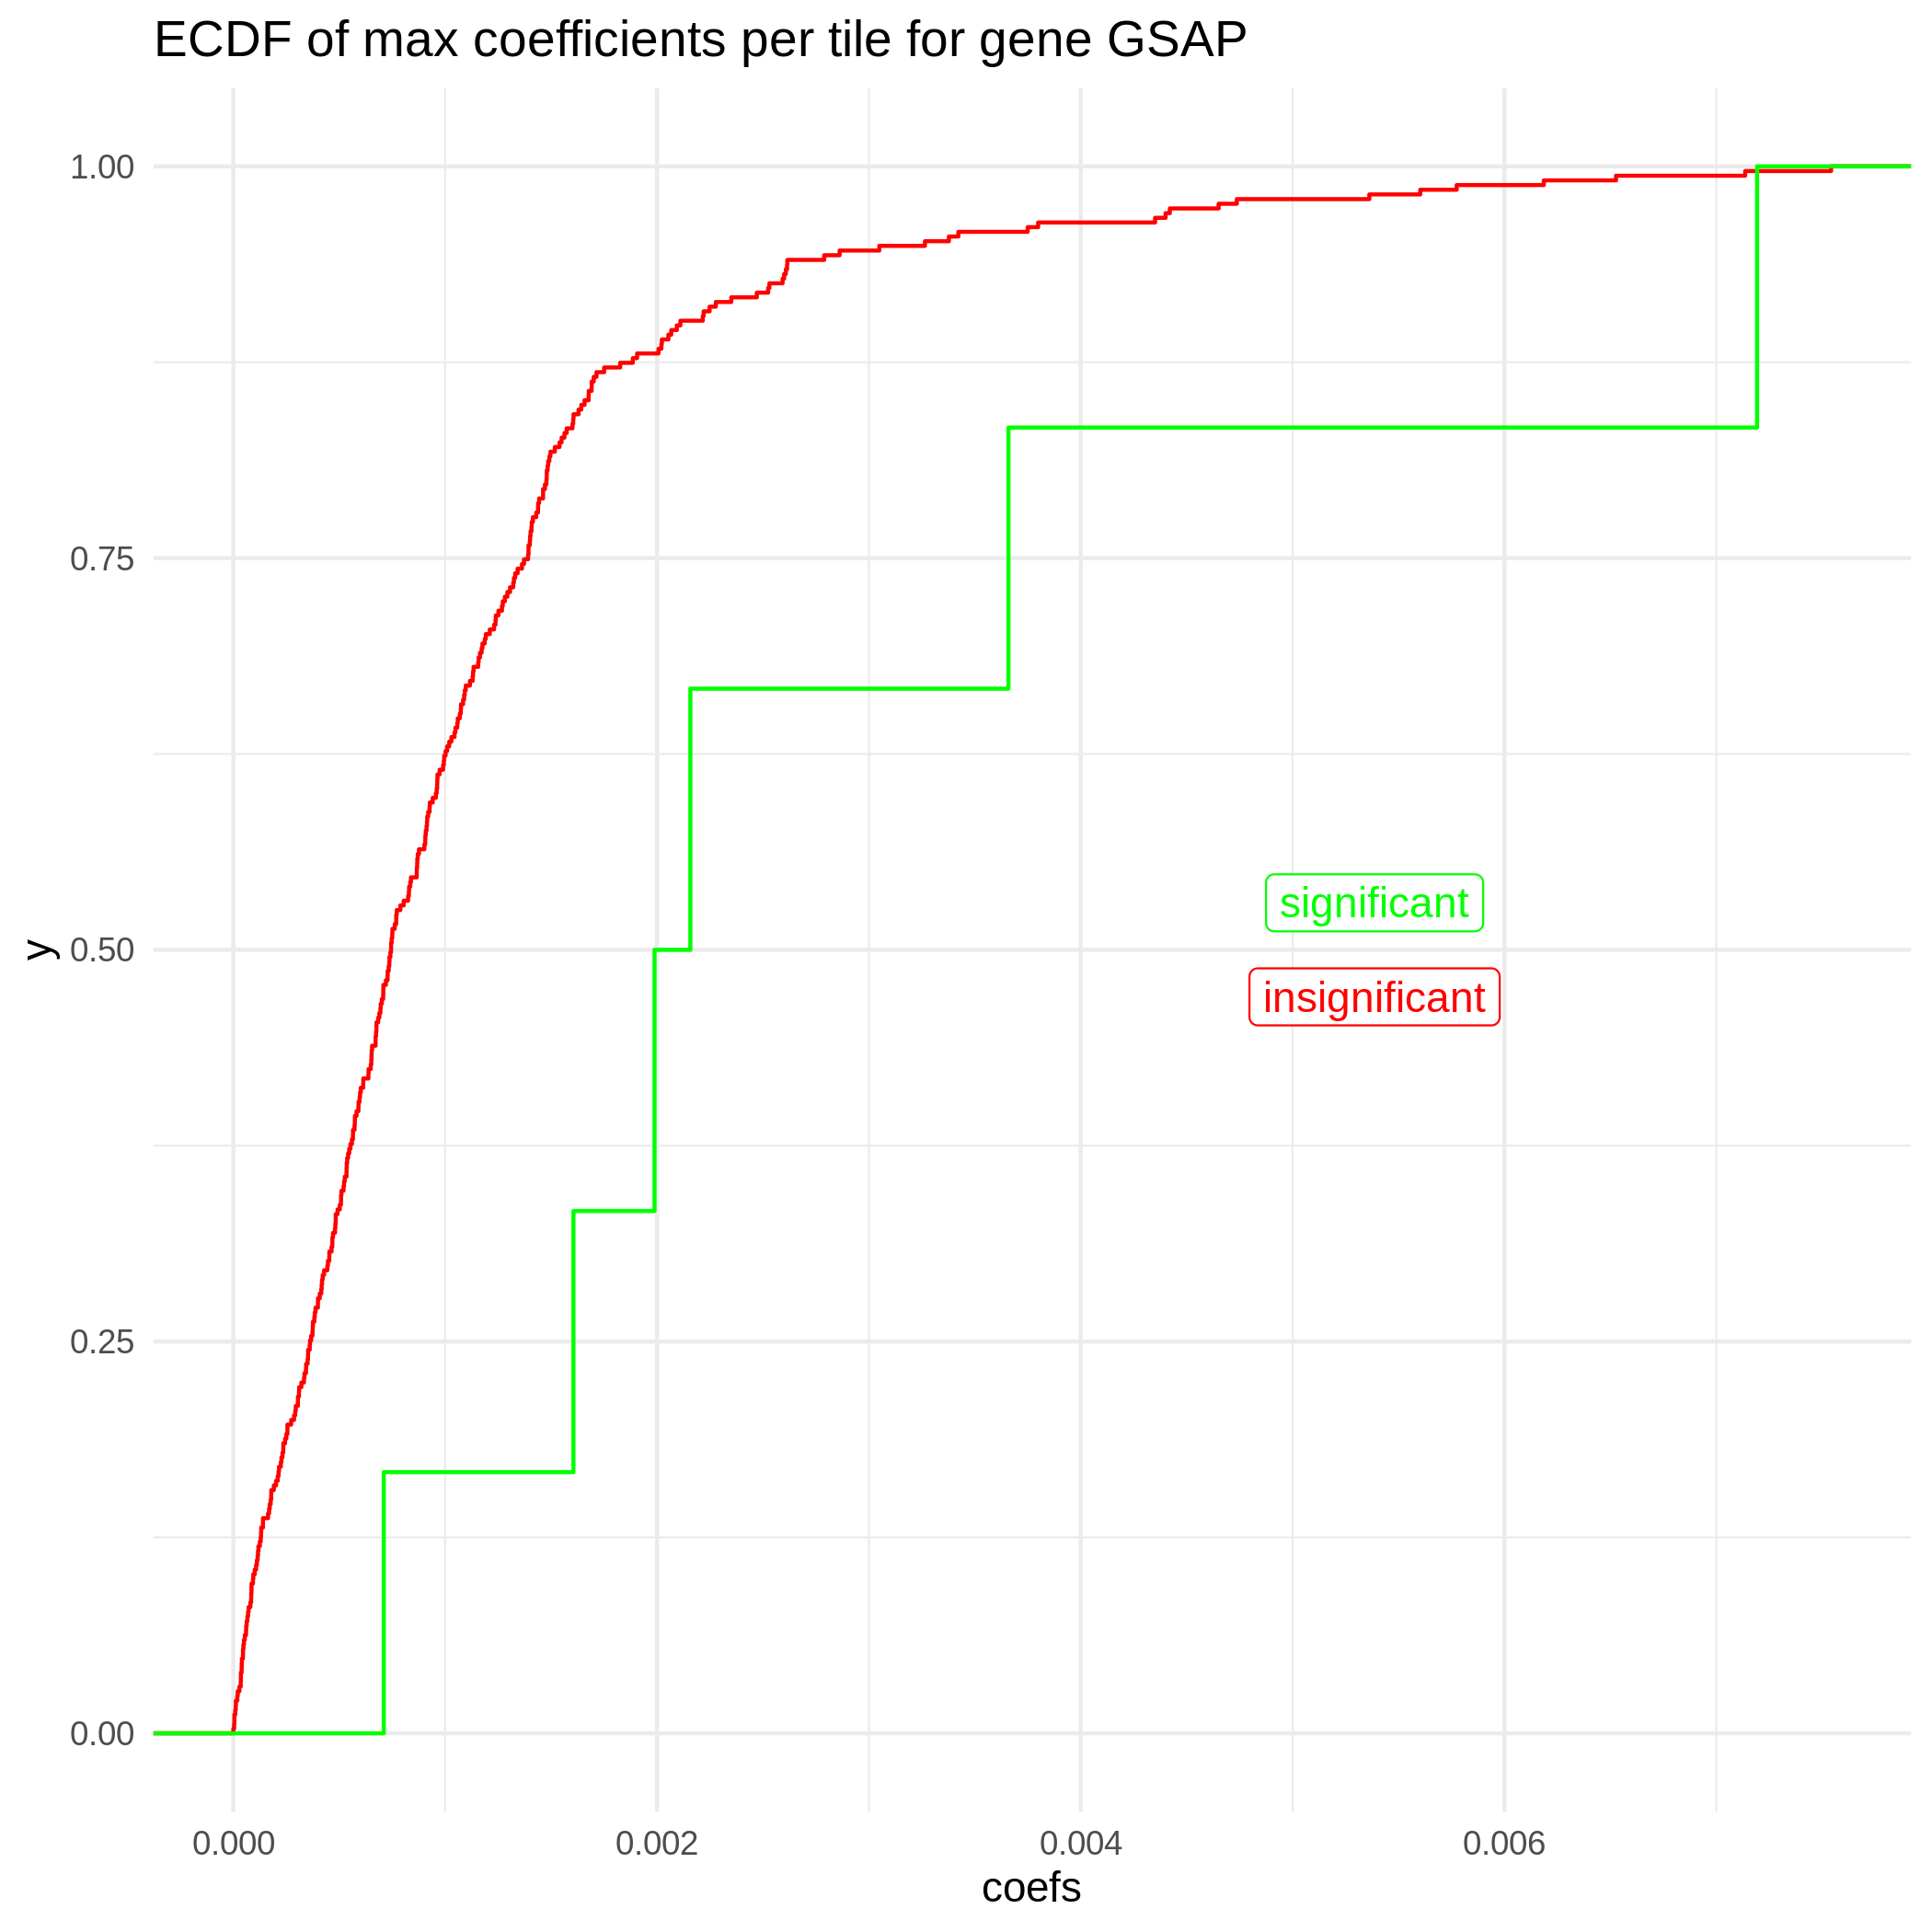 ECDF of max coefficients per tile for gene GSAP
1.00
0.75
0.50
0.25
0.00
y
significant
insignificant
0.000 0.002 0.004 0.006
coefs